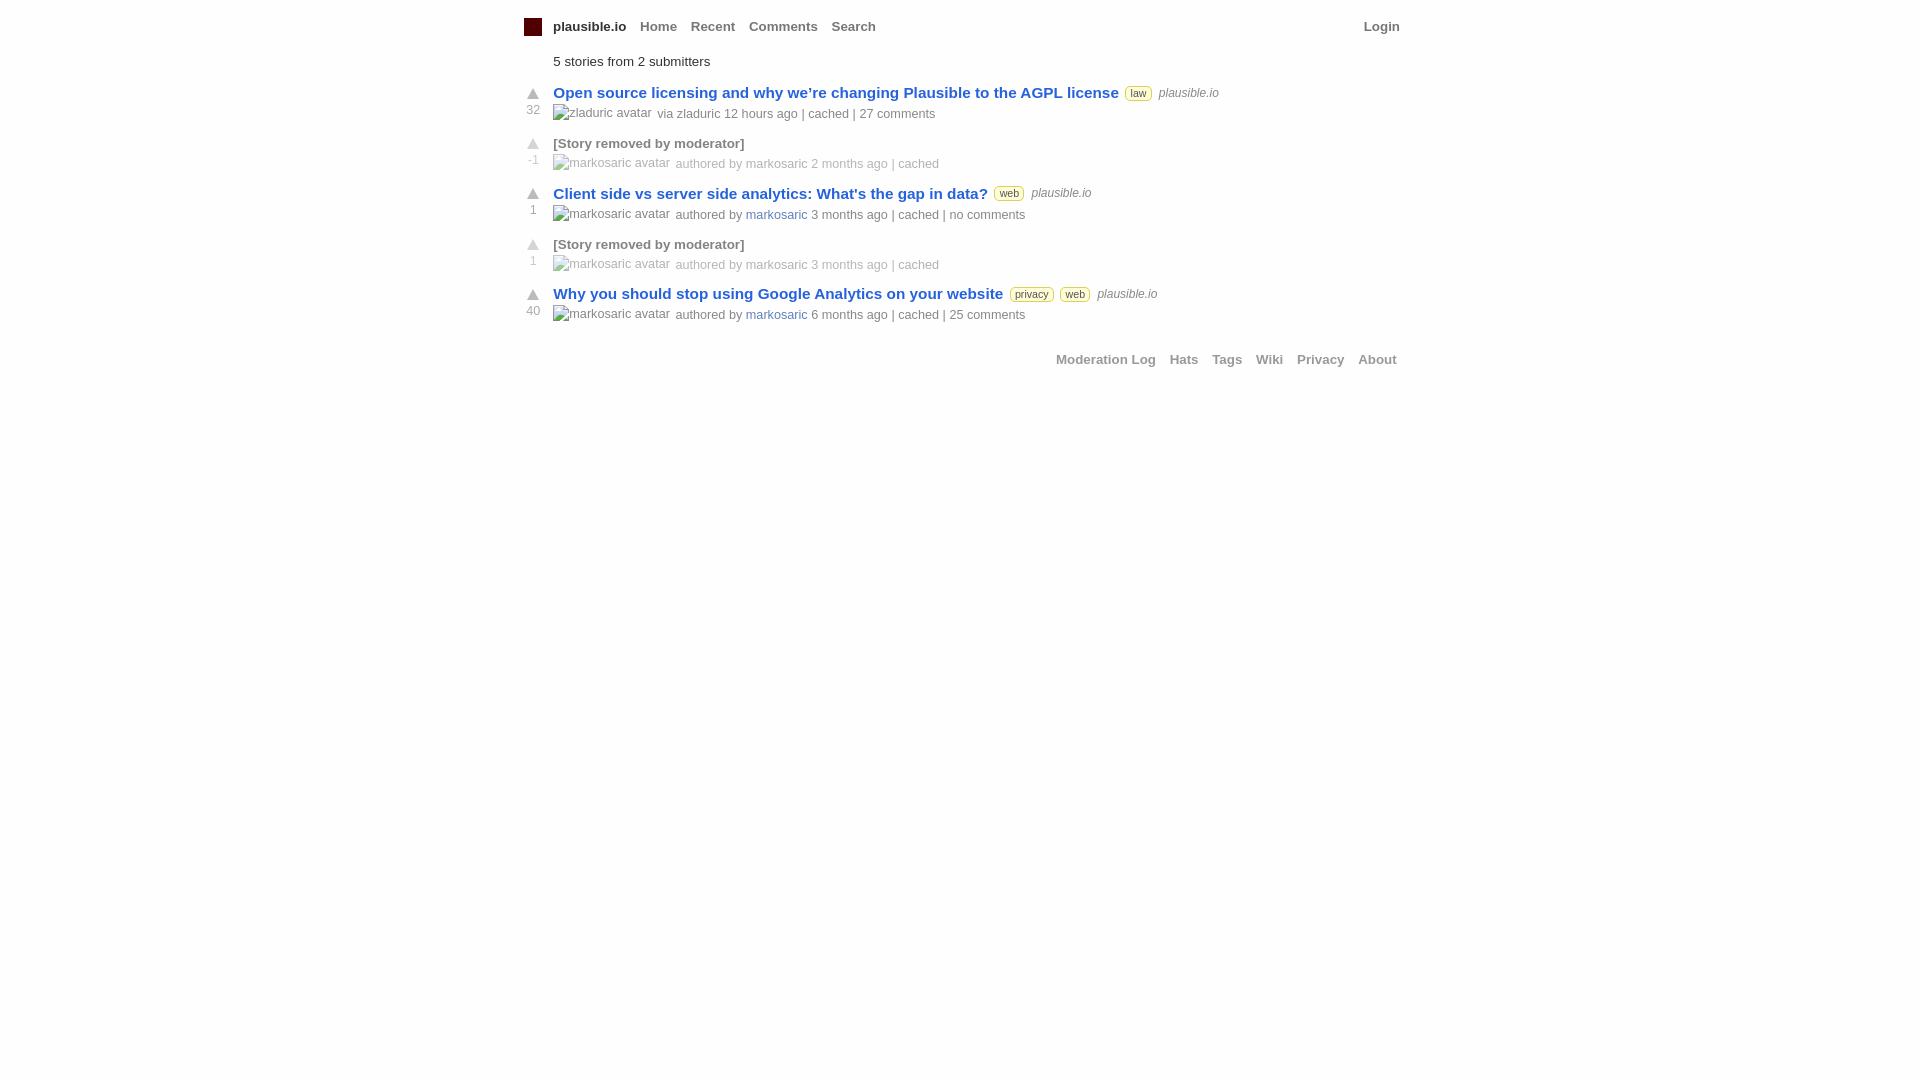 plausible.io Home Recent Comments Search Login
5 stories from 2 submitters
Open source licensing and why we’re changing Plausible to the AGPL license law plausible.io
32
zladuric avatar via zladuric 12 hours ago | cached | 27 comments
[Story removed by moderator]
-1
markosaric avatar authored by markosaric 2 months ago | cached
Client side vs server side analytics: What's the gap in data? web plausible.io
1
markosaric avatar authored by markosaric 3 months ago | cached | no comments
[Story removed by moderator]
1
markosaric avatar authored by markosaric 3 months ago | cached
Why you should stop using Google Analytics on your website privacy web plausible.io
40
markosaric avatar authored by markosaric 6 months ago | cached | 25 comments
Moderation Log Hats Tags Wiki Privacy About